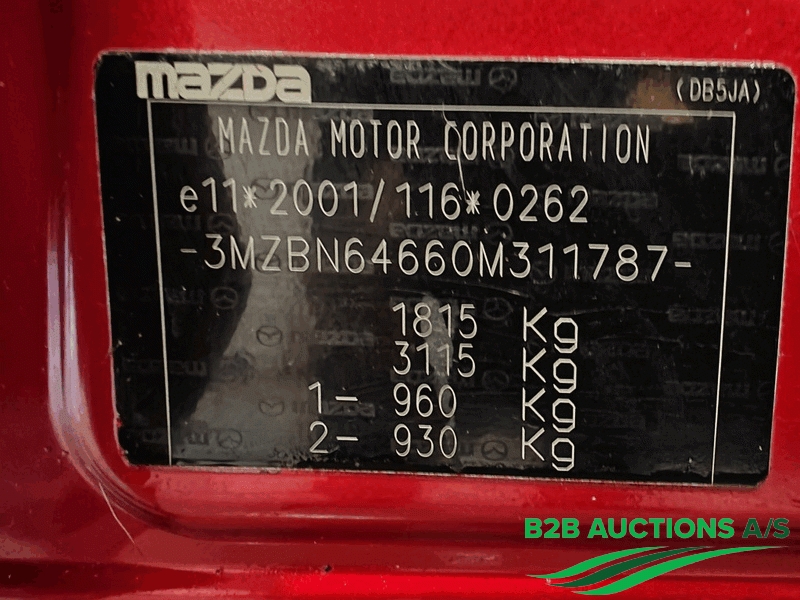 mazda
(DB5JA)
MAZDA MOTOR CORPORATION
e11*2001/116*0262
-3MZBN64660M311787-
1815 Kg
3115 Kg
1- 960 Kg
2- 930 Kg
B2B AUCTIONS A/S